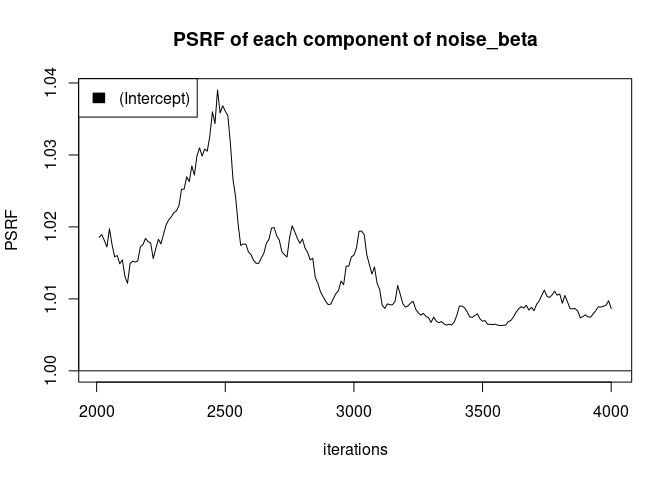 PSRF of each component of noise_beta
(Intercept)
PSRF
1.04
1.03
1.02
1.01
1.00
2000 2500 3000 3500 4000
iterations